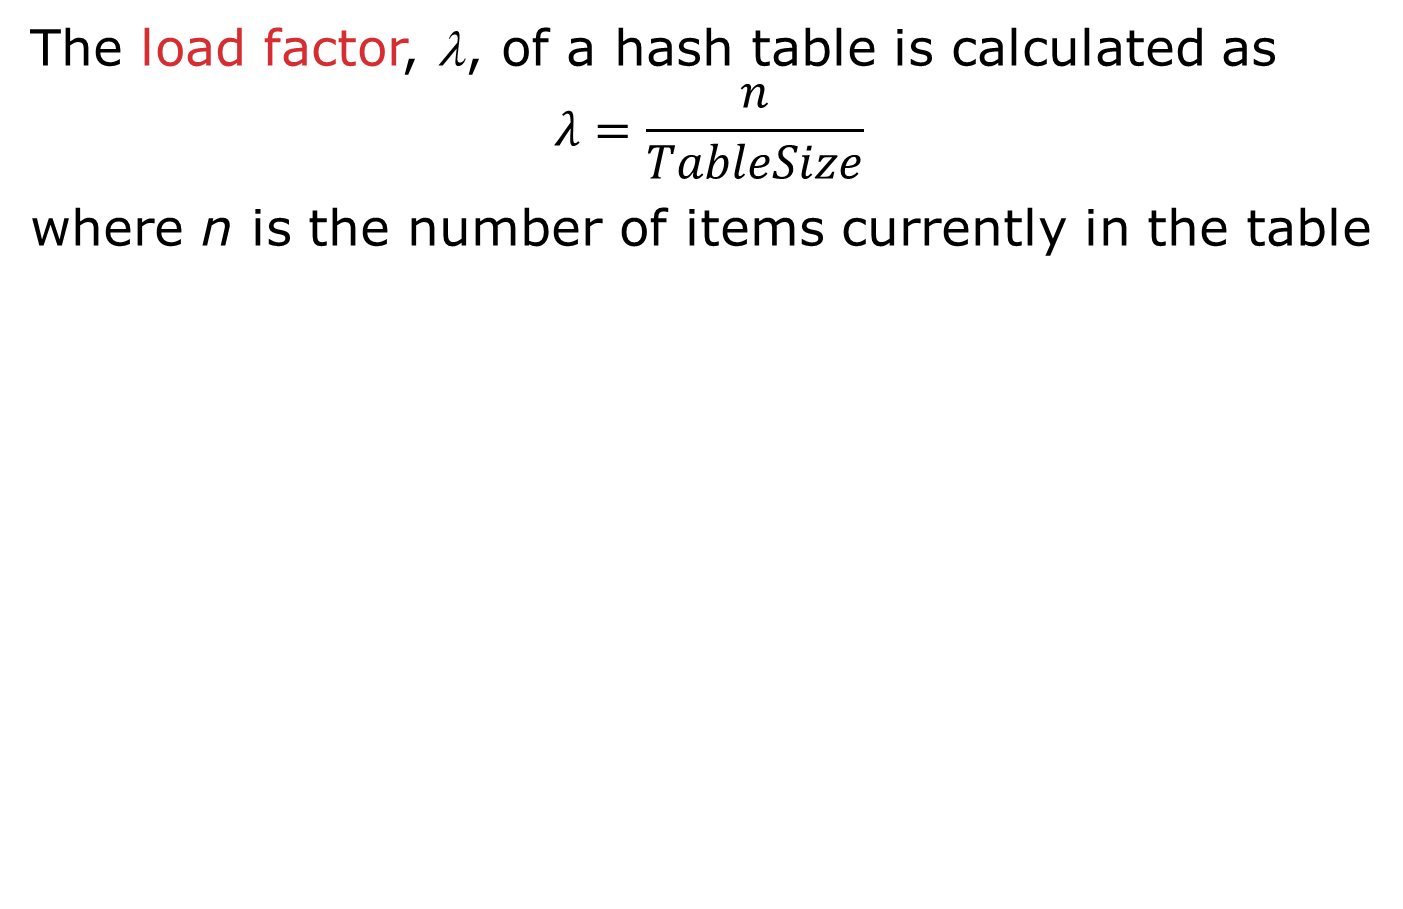 The load factor, λ, of a hash table is calculated as
λ = n / TableSize
where n is the number of items currently in the table